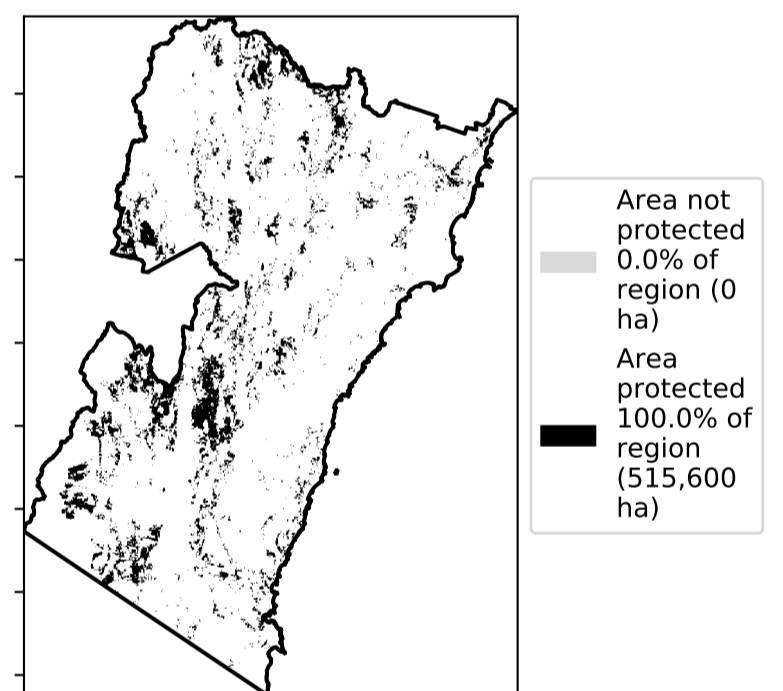 Area not
protected
0.0% of
region (0
ha)
Area
protected
100.0% of
region
(515,600
ha)